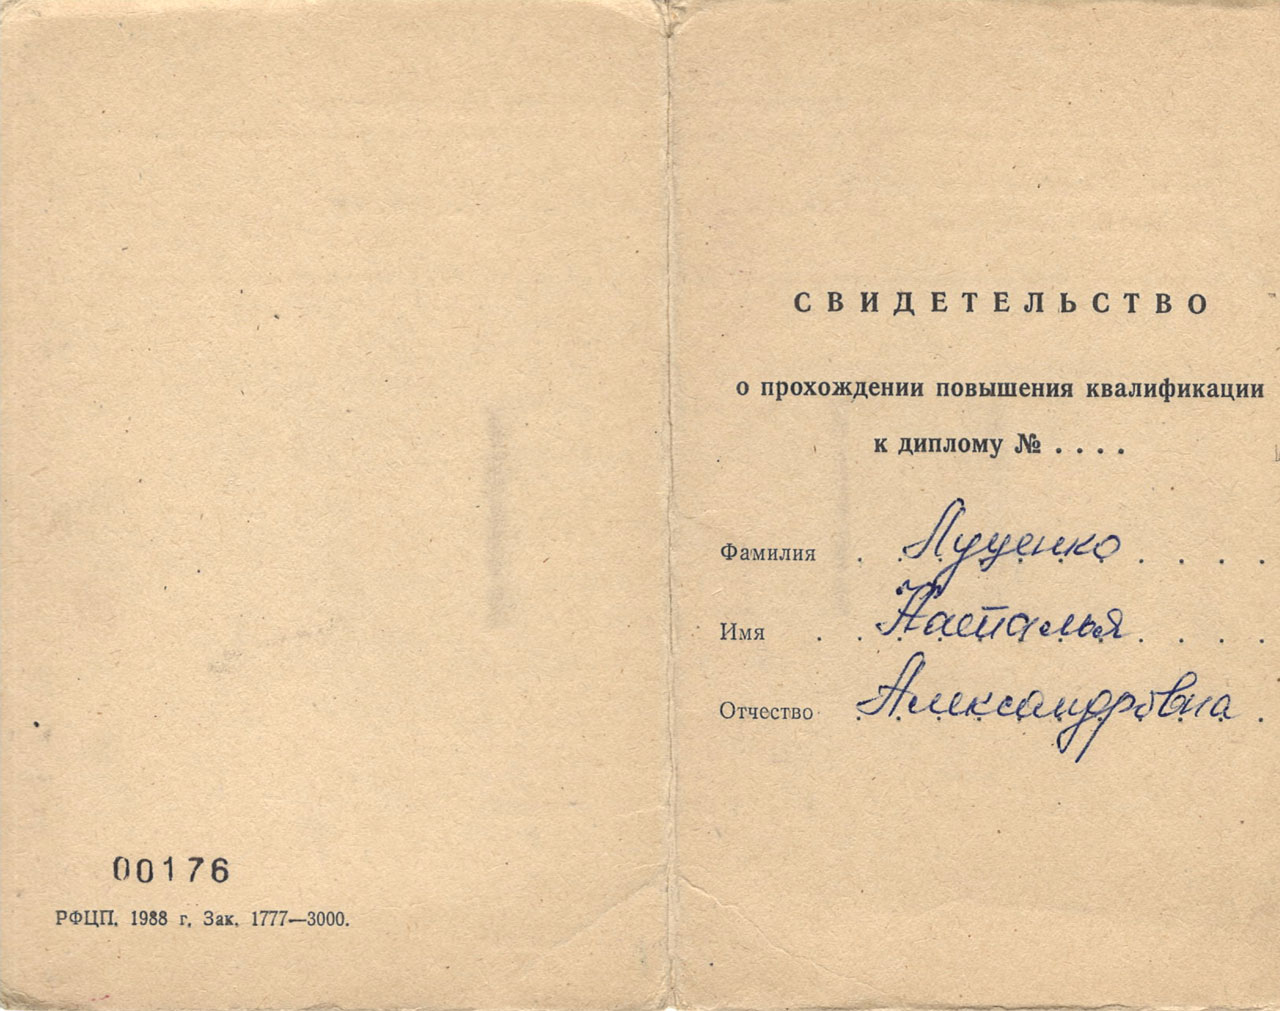 00176
РФЦП, 1988 г, Зак. 1777—3000.
СВИДЕТЕЛЬСТВО
о прохождении повышения квалификации
к диплому № . . . .
Фамилия . Луценко . . . .
Имя . . Наталья . . . .
Отчество Александровна .